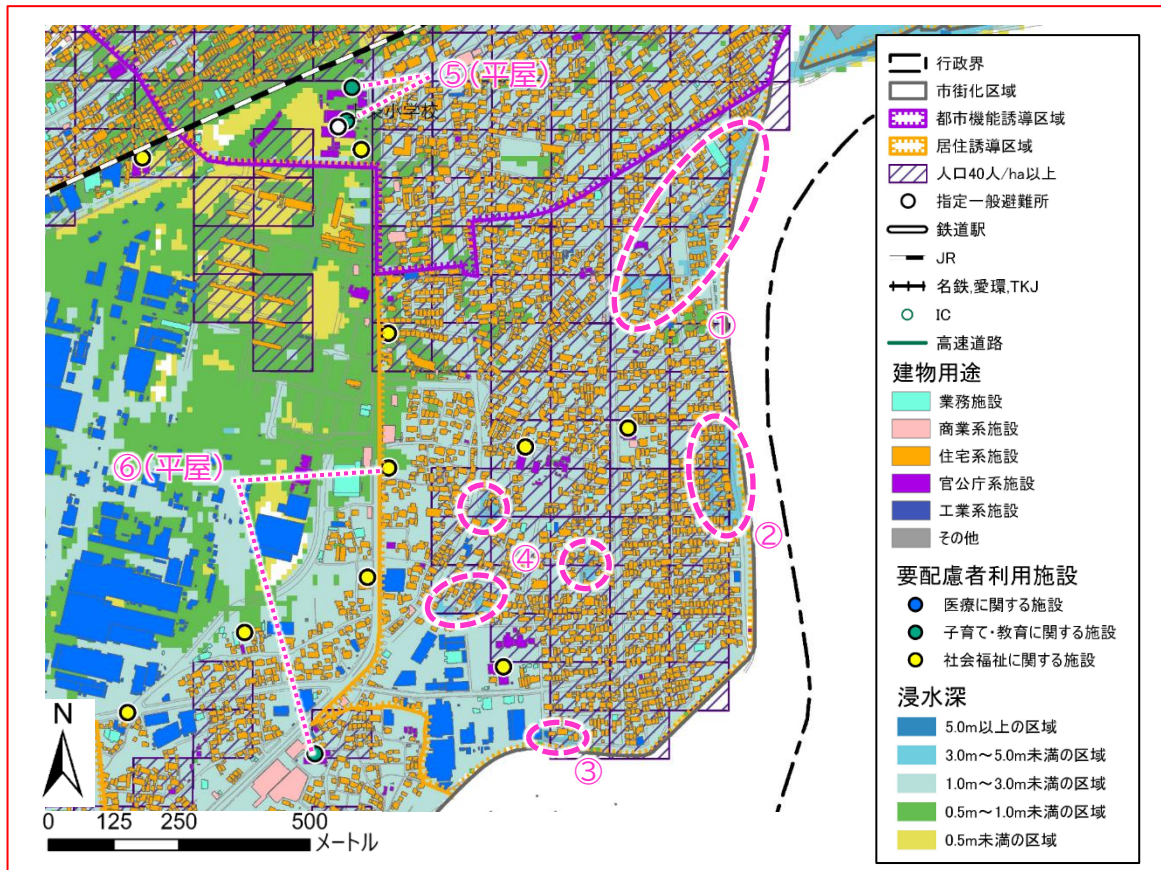 ⑤(平屋)
小学校
①
⑥(平屋)
②
④
③
N
0 125 250 500
メートル
行政界
市街化区域
都市機能誘導区域
居住誘導区域
人口40人/ha以上
指定一般避難所
鉄道駅
JR
名鉄,愛環,TKJ
IC
高速道路
建物用途
業務施設
商業系施設
住宅系施設
官公庁系施設
工業系施設
その他
要配慮者利用施設
医療に関する施設
子育て・教育に関する施設
社会福祉に関する施設
浸水深
5.0m以上の区域
3.0m～5.0m未満の区域
1.0m～3.0m未満の区域
0.5m～1.0m未満の区域
0.5m未満の区域